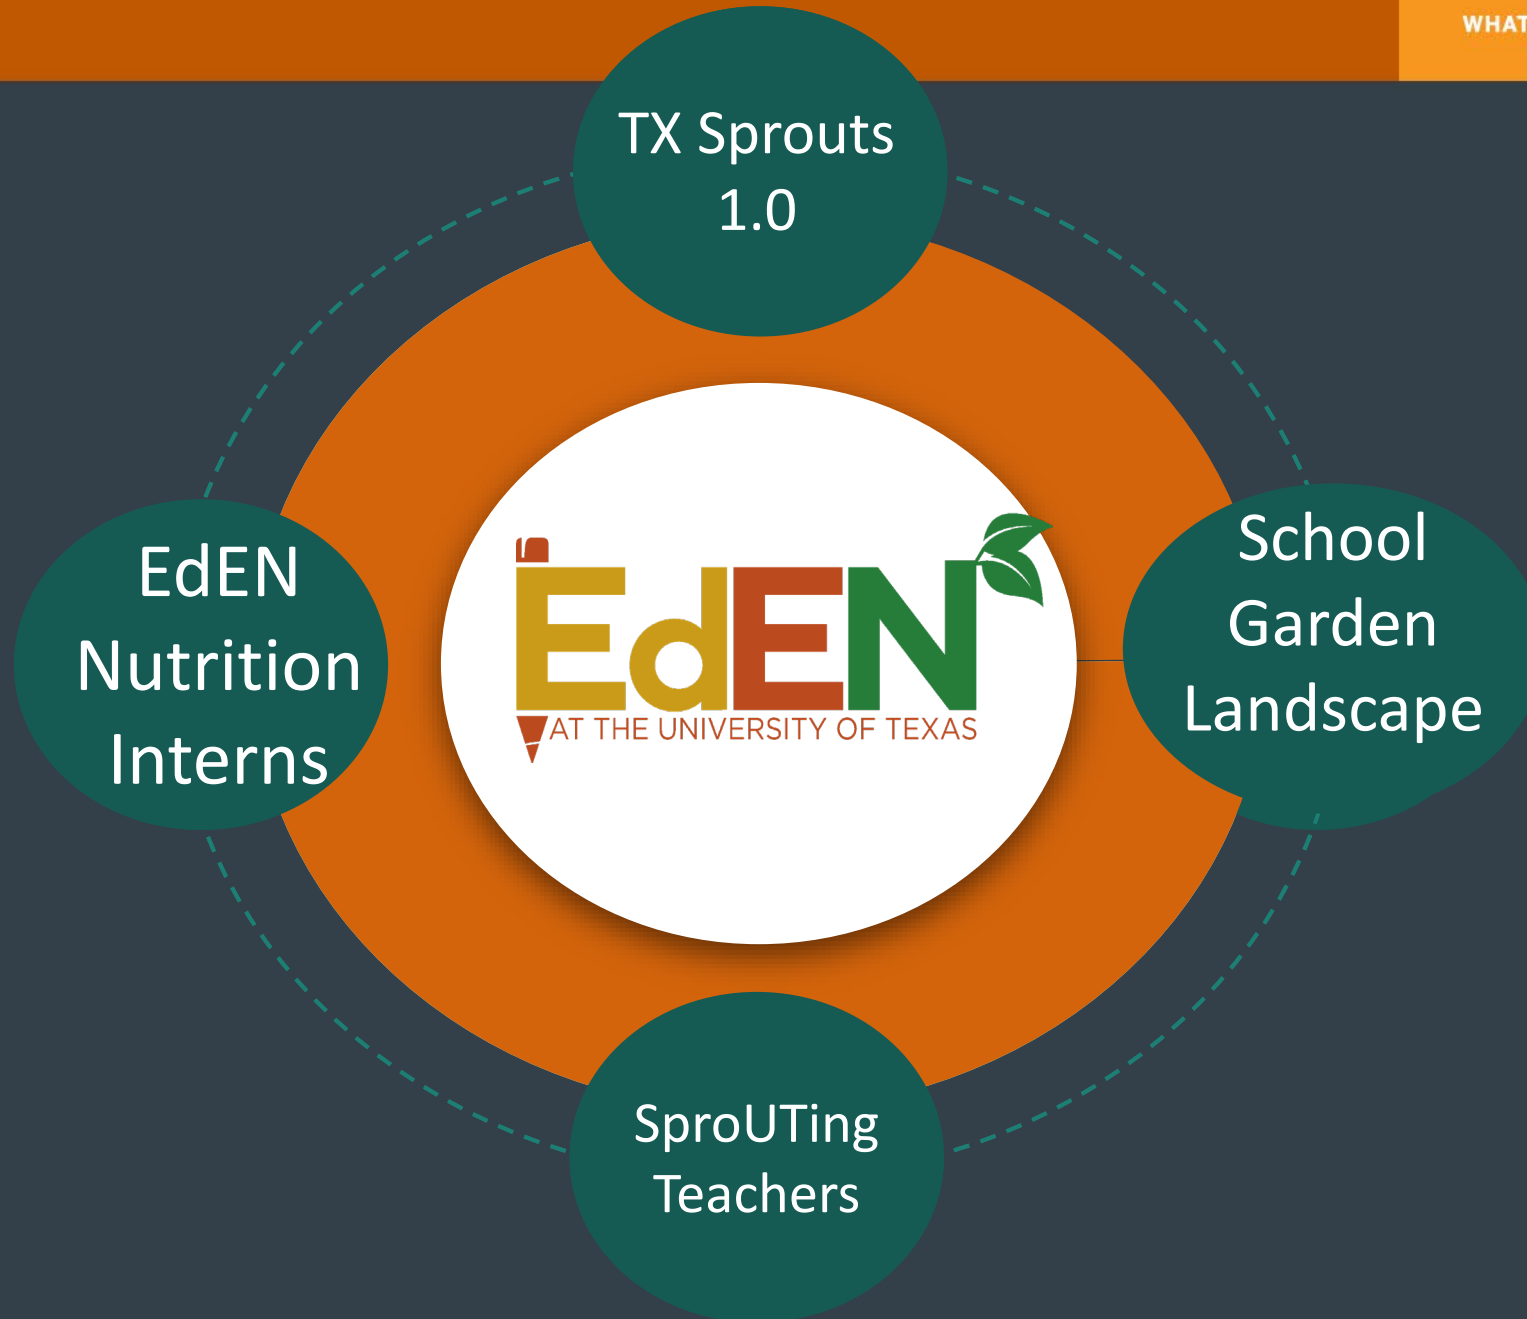 WHAT
TX Sprouts
1.0
EdEN
Nutrition
Interns
EdEN
AT THE UNIVERSITY OF TEXAS
School
Garden
Landscape
SproUTing
Teachers